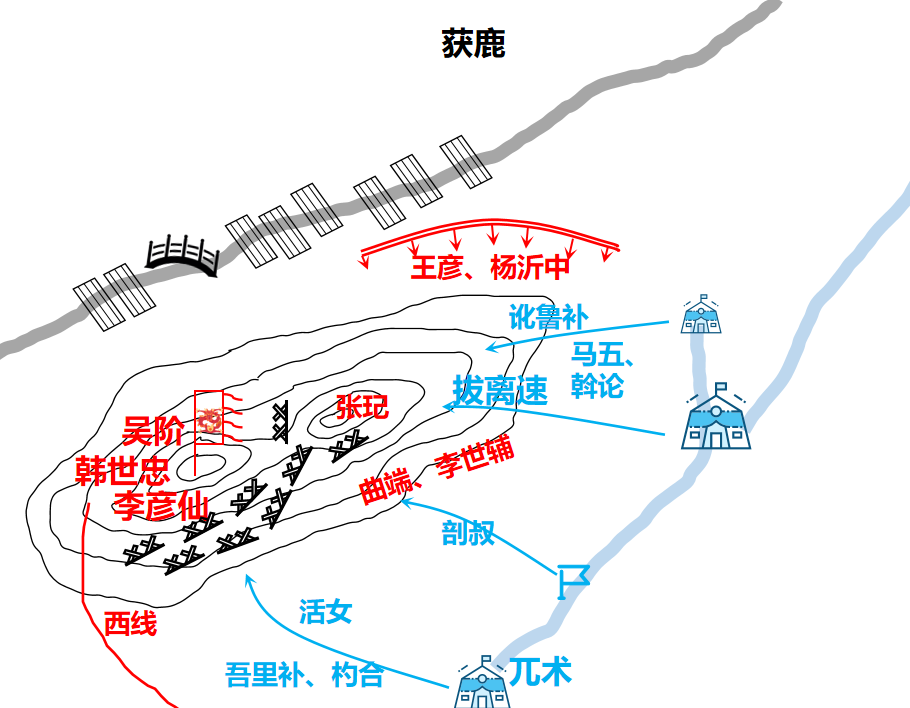 获鹿
王彦、杨沂中
讹鲁补
马五、
斡论
拔离速
张玘
吴阶
韩世忠
李彦仙
曲端、李世辅
剖叔
活女
西线
吾里补、杓合
兀术